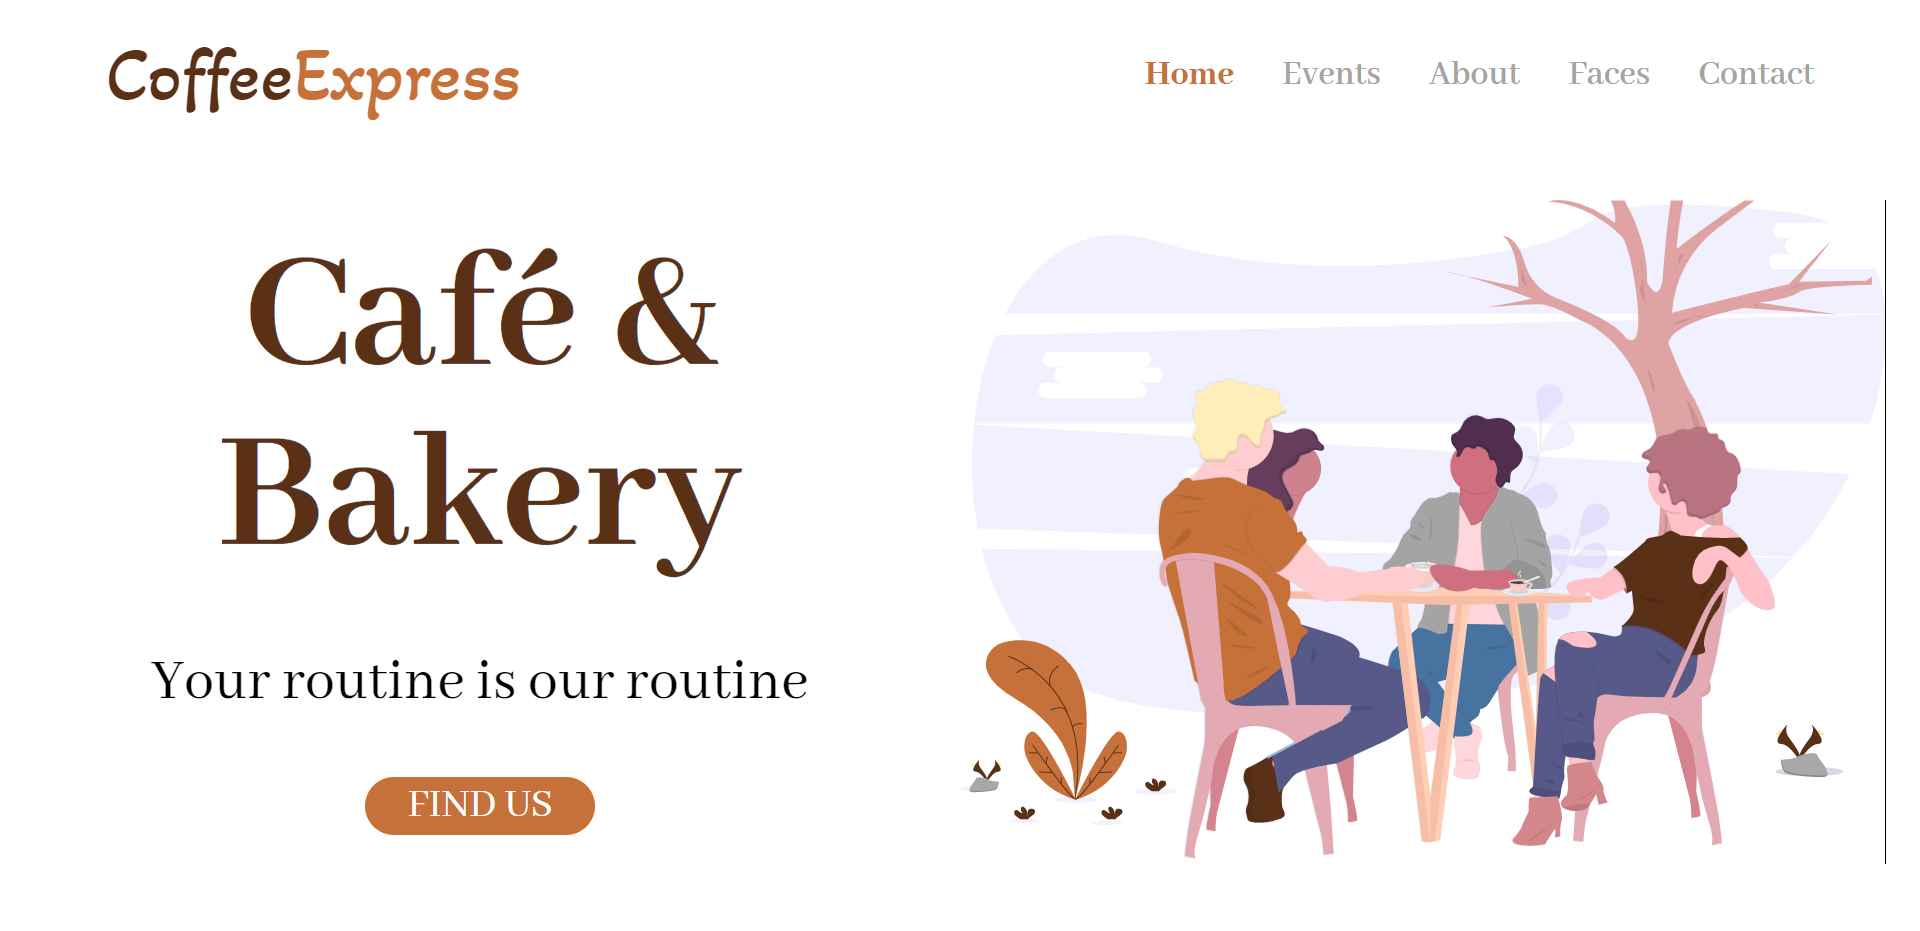 CoffeeExpress
Home Events About Faces Contact
Café &
Bakery
Your routine is our routine
FIND US